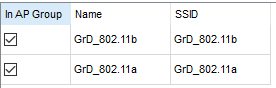 In AP Group Name SSID
GrD_802.11b GrD_802.11b
GrD_802.11a GrD_802.11a